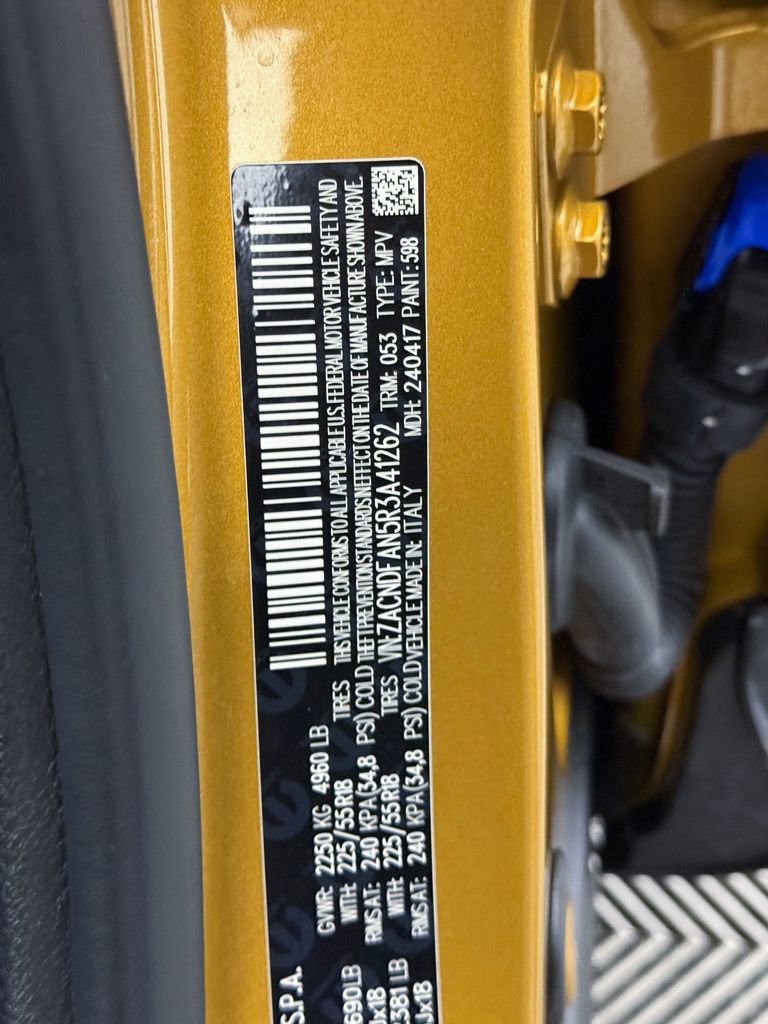 S.P.A.
GVWR: 2250 KG 4960 LB
690LB WITH: 225/55R18 TIRES
Jx18 RIMS AT: 240 KPA(34,8 PSI) COLD
381 LB WITH: 225/55R18 TIRES
Jx18 RIMS AT: 240 KPA(34,8 PSI) COLD
THIS VEHICLE CONFORMS TO ALL APPLICABLE U.S. FEDERAL MOTOR VEHICLE SAFETY AND
THEFT PREVENTION STANDARDS IN EFFECT ON THE DATE OF MANUFACTURE SHOWN ABOVE.
VIN: ZACNDFAN5R3A41262 TRIM: 053 TYPE: MPV
VEHICLE MADE IN: ITALY MDH: 240417 PAINT: 598